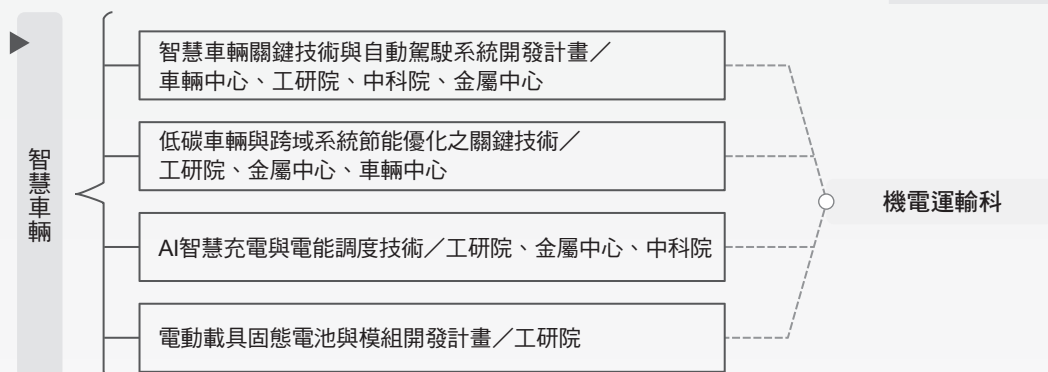 智慧車輛
智慧車輛關鍵技術與自動駕駛系統開發計畫／
車輛中心、工研院、中科院、金屬中心
低碳車輛與跨域系統節能優化之關鍵技術／
工研院、金屬中心、車輛中心
AI智慧充電與電能調度技術／工研院、金屬中心、中科院
電動載具固態電池與模組開發計畫／工研院
機電運輸科